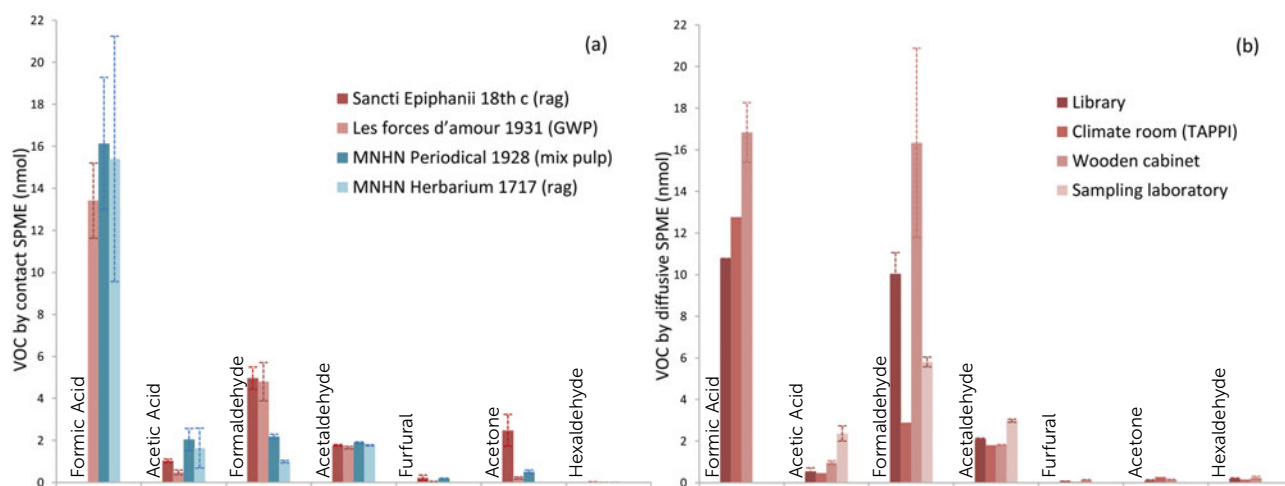 VOC by contact SPME (nmol)
22
20
18
16
14
12
10
8
6
4
2
0
(a)
Sancti Epiphanii 18th c (rag)
Les forces d’amour 1931 (GWP)
MNHN Periodical 1928 (mix pulp)
MNHN Herbarium 1717 (rag)
Formic Acid
Acetic Acid
Formaldehyde
Acetaldehyde
Furfural
Acetone
Hexaldehyde
VOC by diffusive SPME (nmol)
22
20
18
16
14
12
10
8
6
4
2
0
(b)
Library
Climate room (TAPPI)
Wooden cabinet
Sampling laboratory
Formic Acid
Acetic Acid
Formaldehyde
Acetaldehyde
Furfural
Acetone
Hexaldehyde